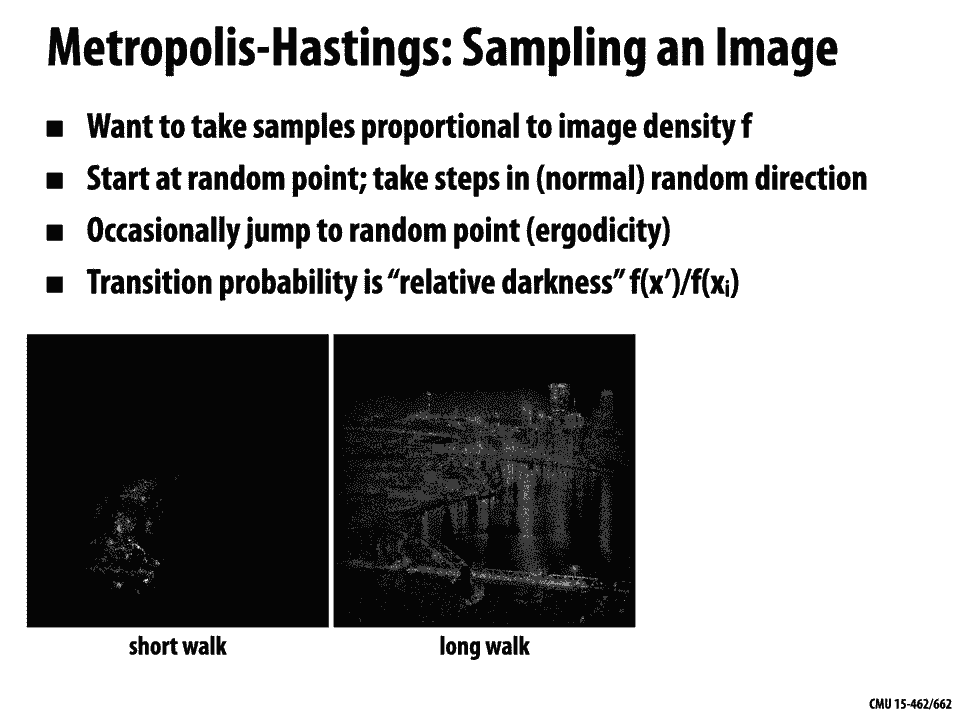 Metropolis-Hastings: Sampling an Image
■ Want to take samples proportional to image density f
■ Start at random point; take steps in (normal) random direction
■ Occasionally jump to random point (ergodicity)
■ Transition probability is “relative darkness” f(x’)/f(xᵢ)
short walk
long walk
CMU 15-462/662